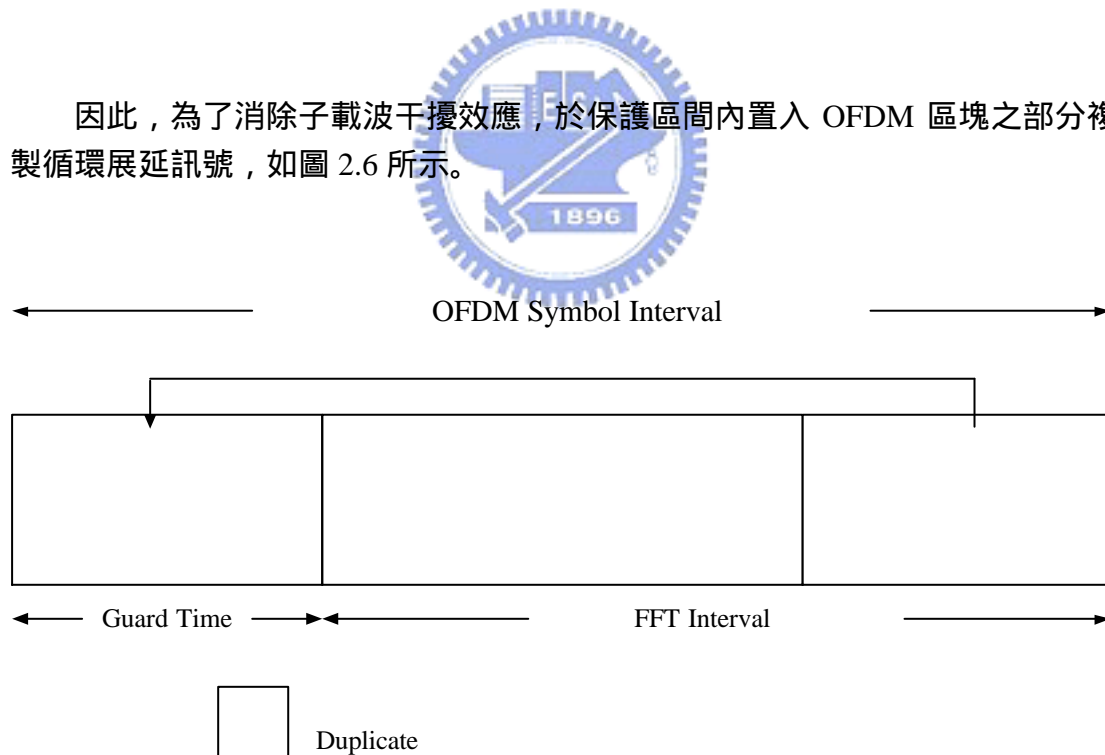 因此，為了消除子載波干擾效應，於保護區間內置入 OFDM 區塊之部分複
製循環展延訊號，如圖 2.6 所示。
1896
OFDM Symbol Interval
Guard Time
FFT Interval
Duplicate